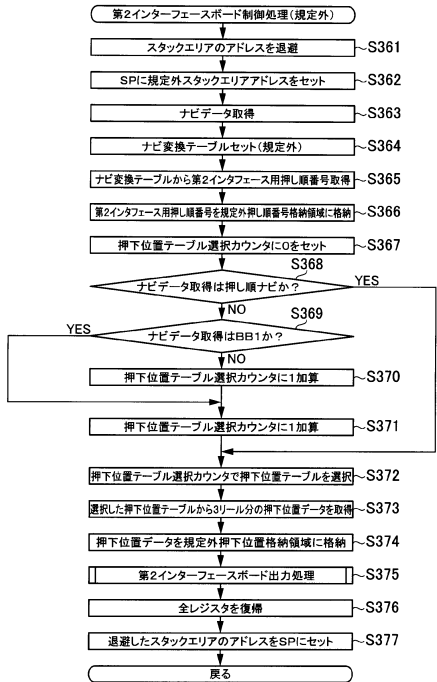 第2インターフェースボード制御処理(規定外)
スタックエリアのアドレスを退避 S361
SPに規定外スタックエリアアドレスをセット S362
ナビデータ取得 S363
ナビ変換テーブルセット(規定外) S364
ナビ変換テーブルから第2インタフェース用押し順番号取得 S365
第2インタフェース用押し順番号を規定外押し順番号格納領域に格納 S366
押下位置テーブル選択カウンタに0をセット S367
S368
ナビデータ取得は押し順ナビか? YES
NO
S369
YES ナビデータ取得はBB1か?
NO
押下位置テーブル選択カウンタに1加算 S370
押下位置テーブル選択カウンタに1加算 S371
押下位置テーブル選択カウンタで押下位置テーブルを選択 S372
選択した押下位置テーブルから3リール分の押下位置データを取得 S373
押下位置データを規定外押下位置格納領域に格納 S374
第2インターフェースボード出力処理 S375
全レジスタを復帰 S376
退避したスタックエリアのアドレスをSPにセット S377
戻る